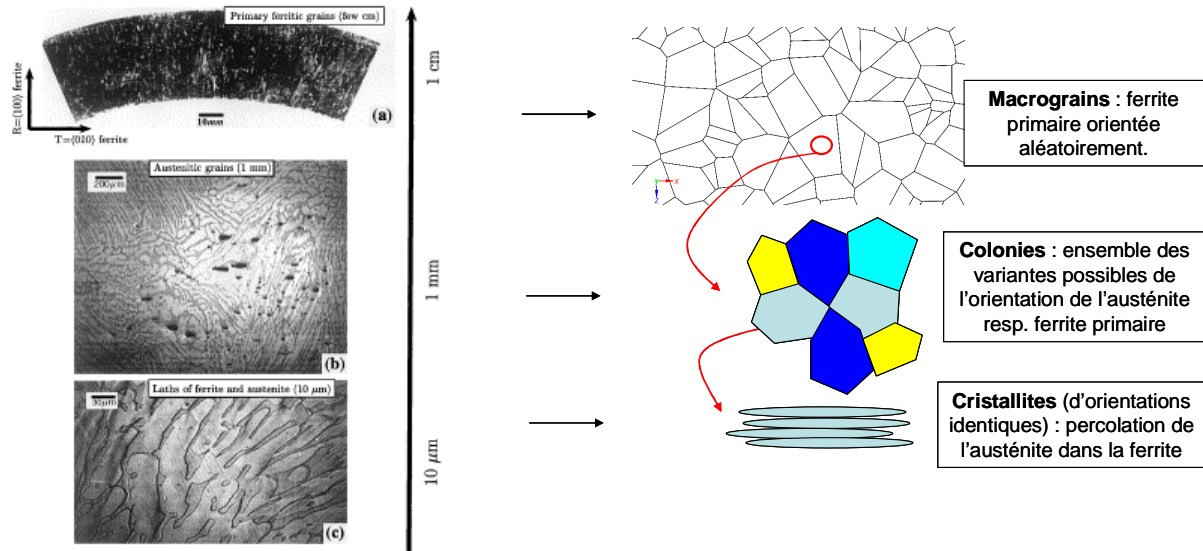 Primary ferritic grains (few cm)
R=⟨100⟩ ferrite
T=⟨010⟩ ferrite
10mm
(a)
Austenitic grains (1 mm)
200μm
(b)
Laths of ferrite and austenite (10 μm)
(c)
1 cm
1 mm
10 μm
X
Z
Macrograins : ferrite
primaire orientée
aléatoirement.
Colonies : ensemble des
variantes possibles de
l'orientation de l'austénite
resp. ferrite primaire
Cristallites (d'orientations
identiques) : percolation de
l'austénite dans la ferrite